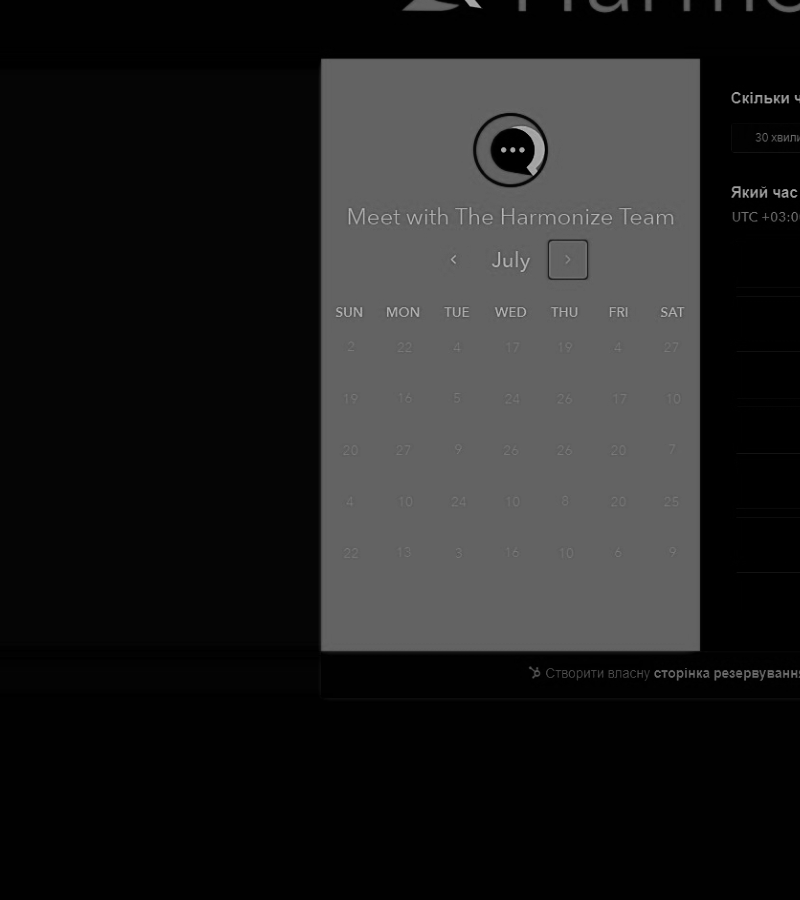 Harmo
Meet with The Harmonize Team
July
SUN MON TUE WED THU FRI SAT
2 22 4 17 19 4 27
19 16 5 24 26 17 10
20 27 9 26 26 20 7
4 10 24 10 8 20 25
22 13 3 16 10 6 9
Скільки ч
30 хвили
Який час
UTC +03:0
Створити власну сторінка резервування